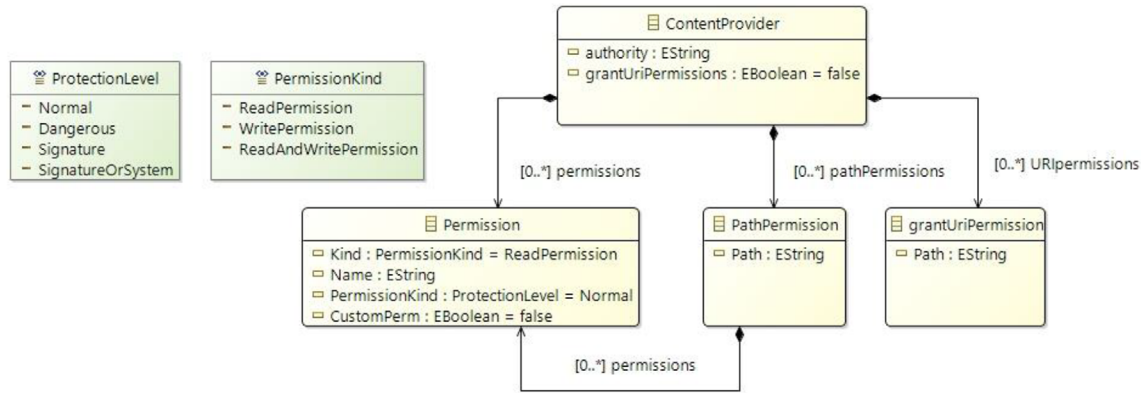 ContentProvider
authority : EString
grantUriPermissions : EBoolean = false
ProtectionLevel
Normal
Dangerous
Signature
SignatureOrSystem
PermissionKind
ReadPermission
WritePermission
ReadAndWritePermission
[0..*] permissions
[0..*] pathPermissions
[0..*] URIpermissions
Permission
Kind : PermissionKind = ReadPermission
Name : EString
PermissionKind : ProtectionLevel = Normal
CustomPerm : EBoolean = false
PathPermission
Path : EString
grantUriPermission
Path : EString
[0..*] permissions